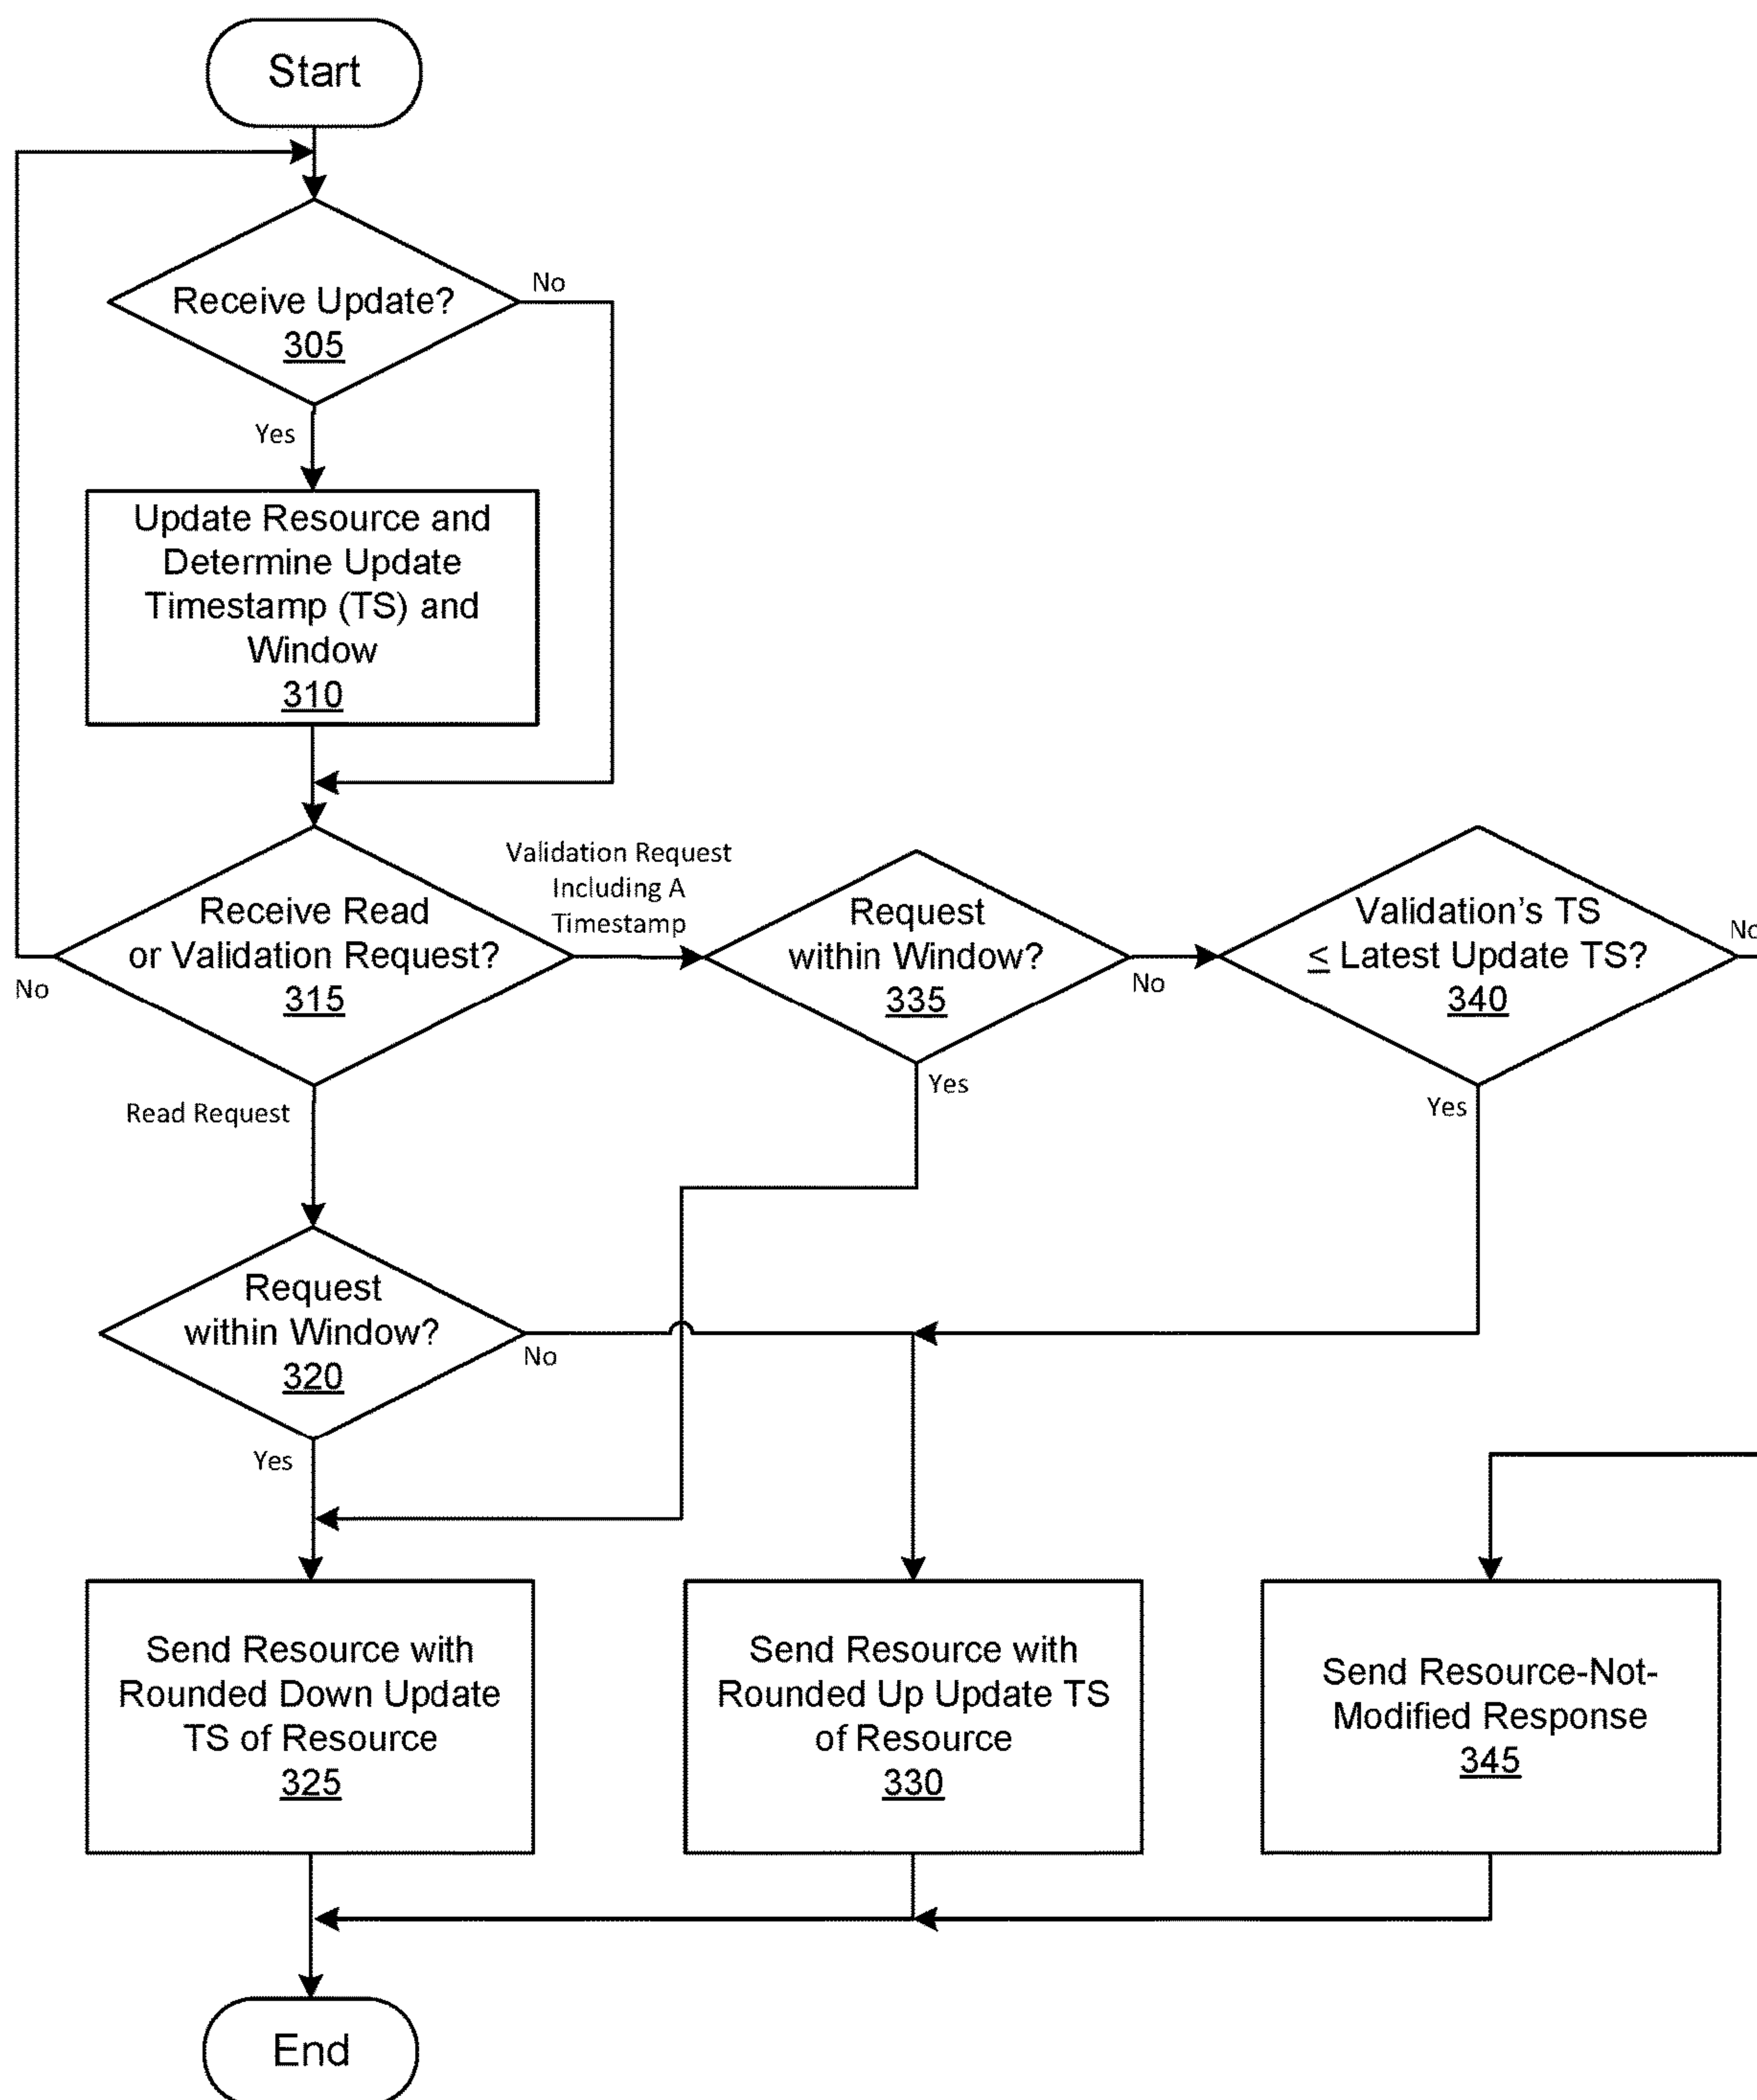 Start
Receive Update?
305
No
Yes
Update Resource and
Determine Update
Timestamp (TS) and
Window
310
Receive Read
or Validation Request?
315
No
Validation Request
Including A
Timestamp
Request
within Window?
335
No
Yes
Validation's TS
≤ Latest Update TS?
340
No
Yes
Read Request
Request
within Window?
320
No
Yes
Send Resource with
Rounded Down Update
TS of Resource
325
Send Resource with
Rounded Up Update TS
of Resource
330
Send Resource-Not-
Modified Response
345
End